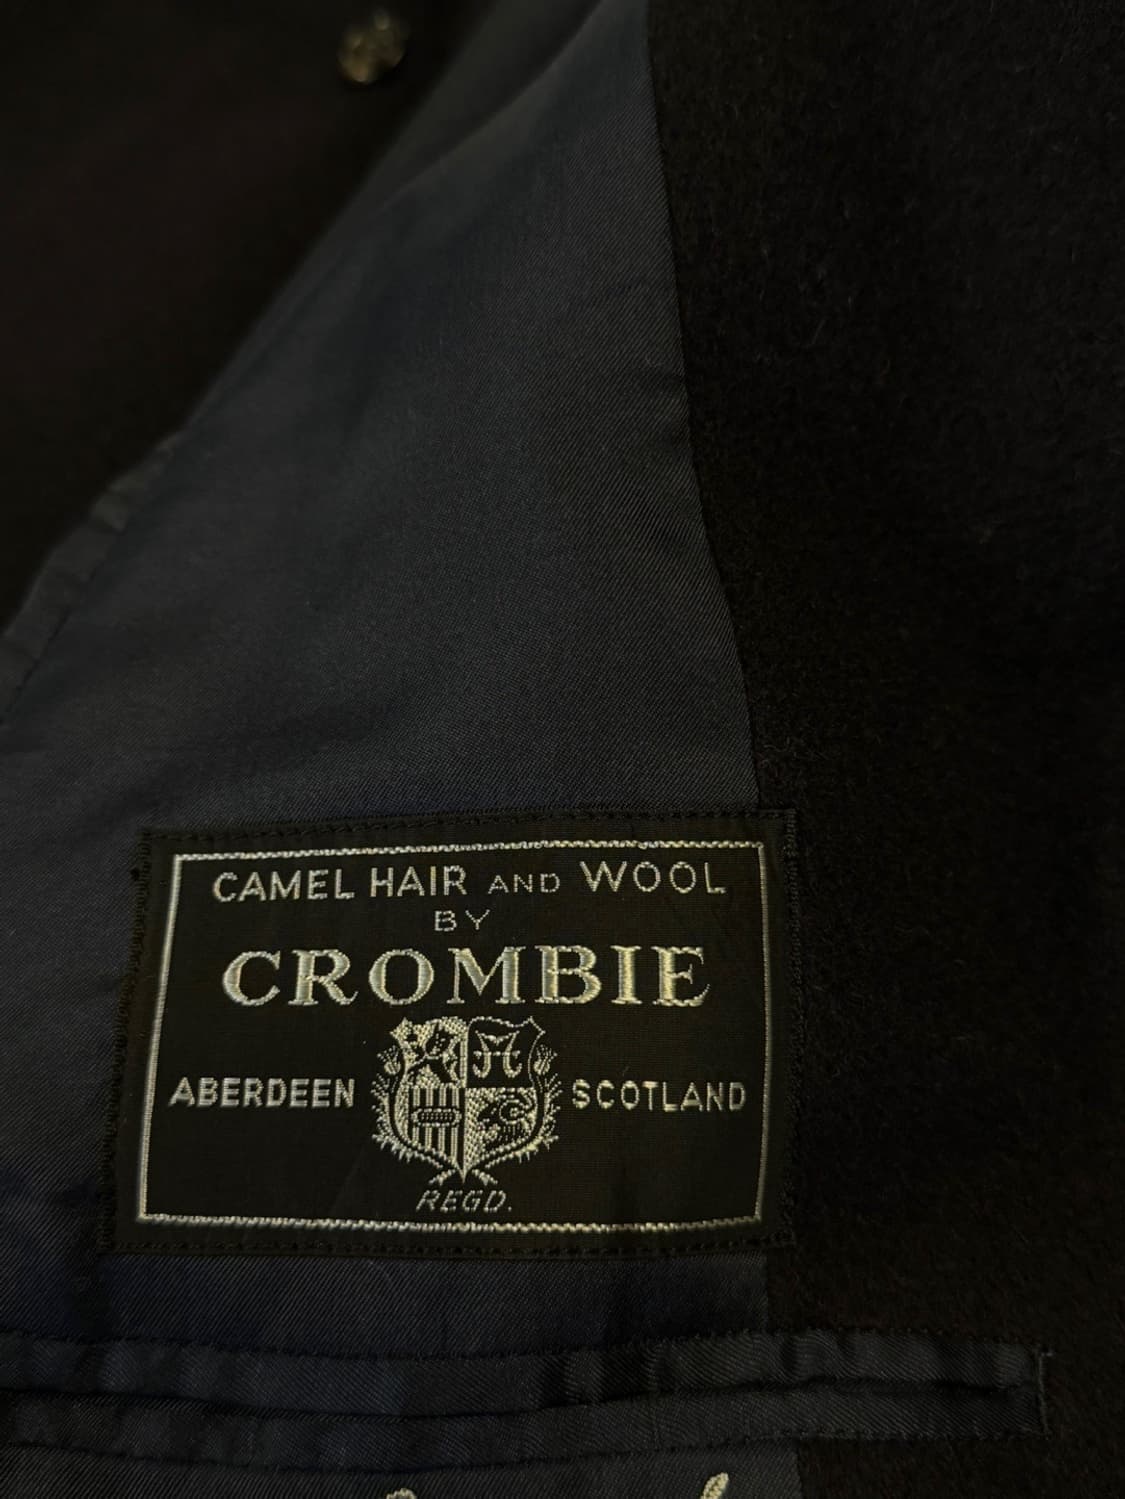 CAMEL HAIR AND WOOL
BY
CROMBIE
ABERDEEN SCOTLAND
REGD.